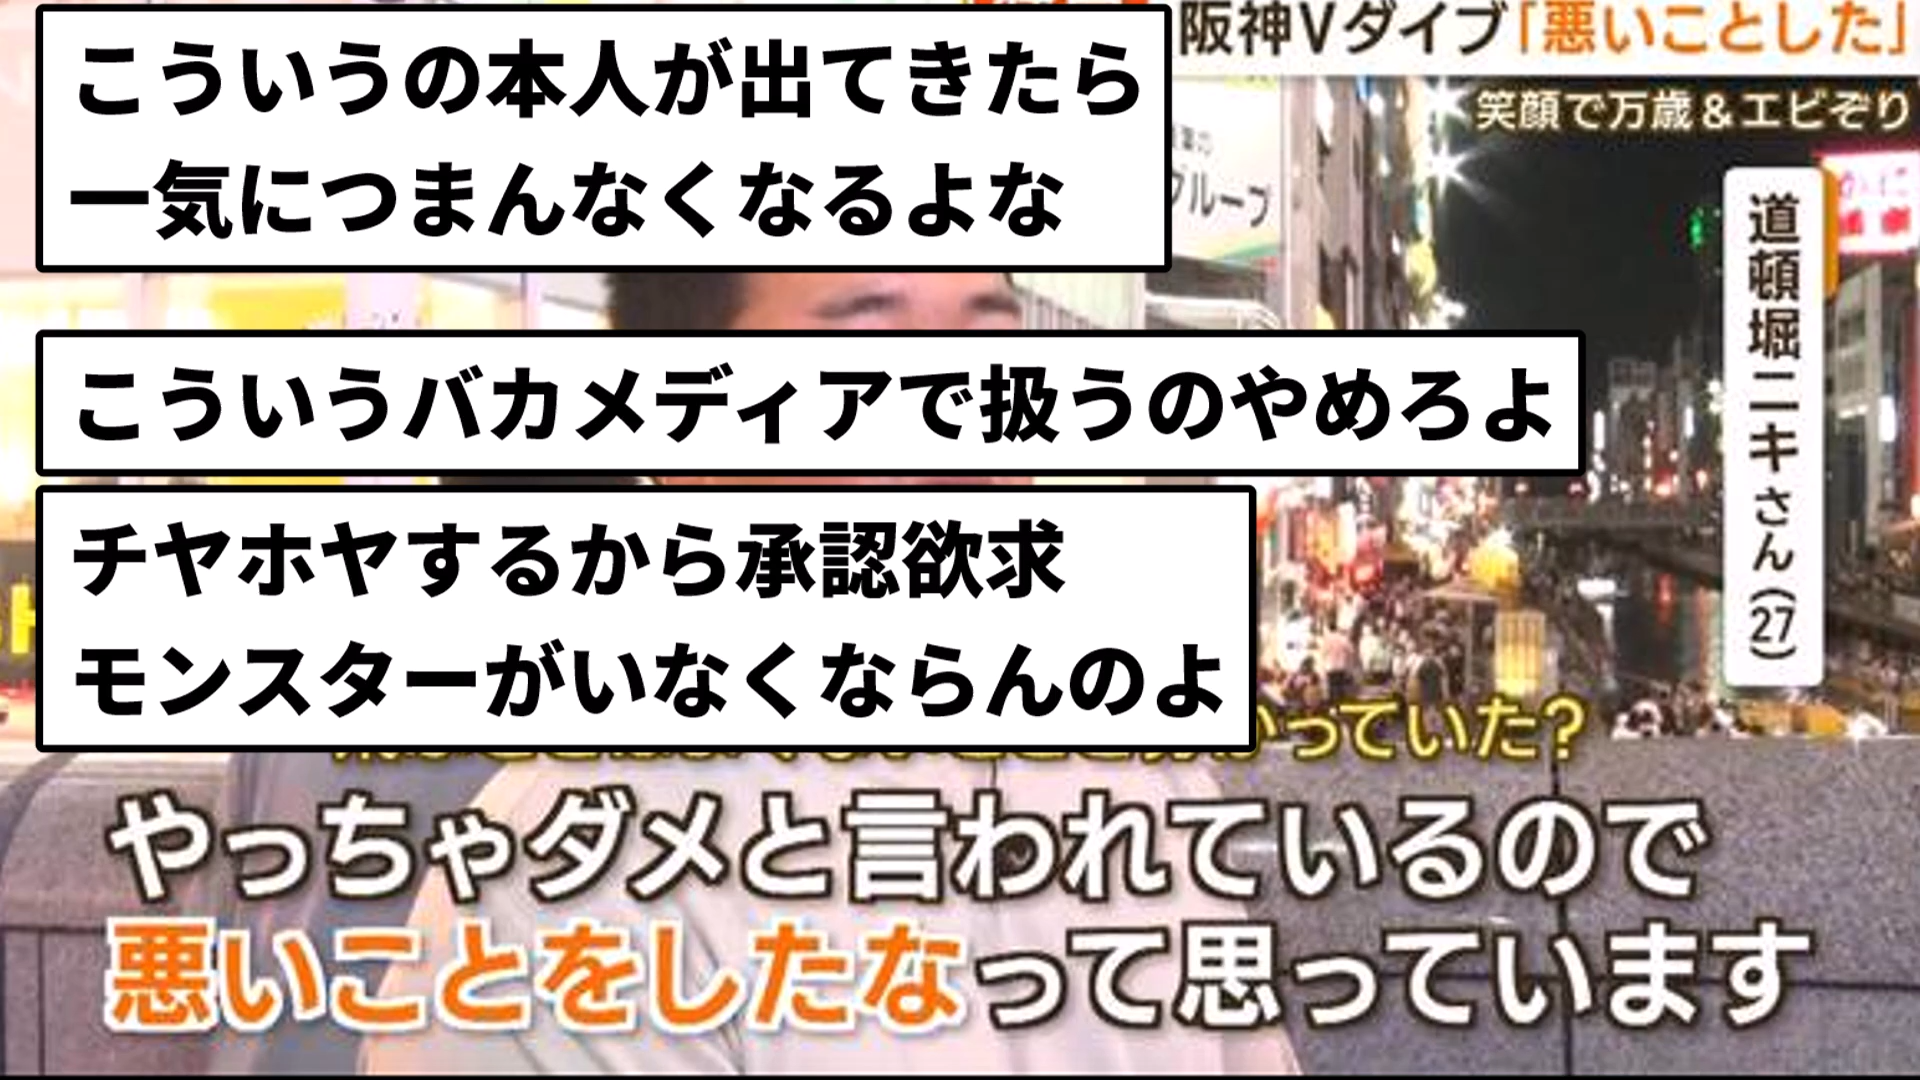 阪神Vダイブ「悪いことした」
笑顔で万歳＆エビぞり
こういうの本人が出てきたら
一気につまんなくなるよな
こういうバカメディアで扱うのやめろよ
チヤホヤするから承認欲求
モンスターがいなくならんのよ
グループ
道頓堀ニキさん(27)
かっていた?
やっちゃダメと言われているので
悪いことをしたなって思っています